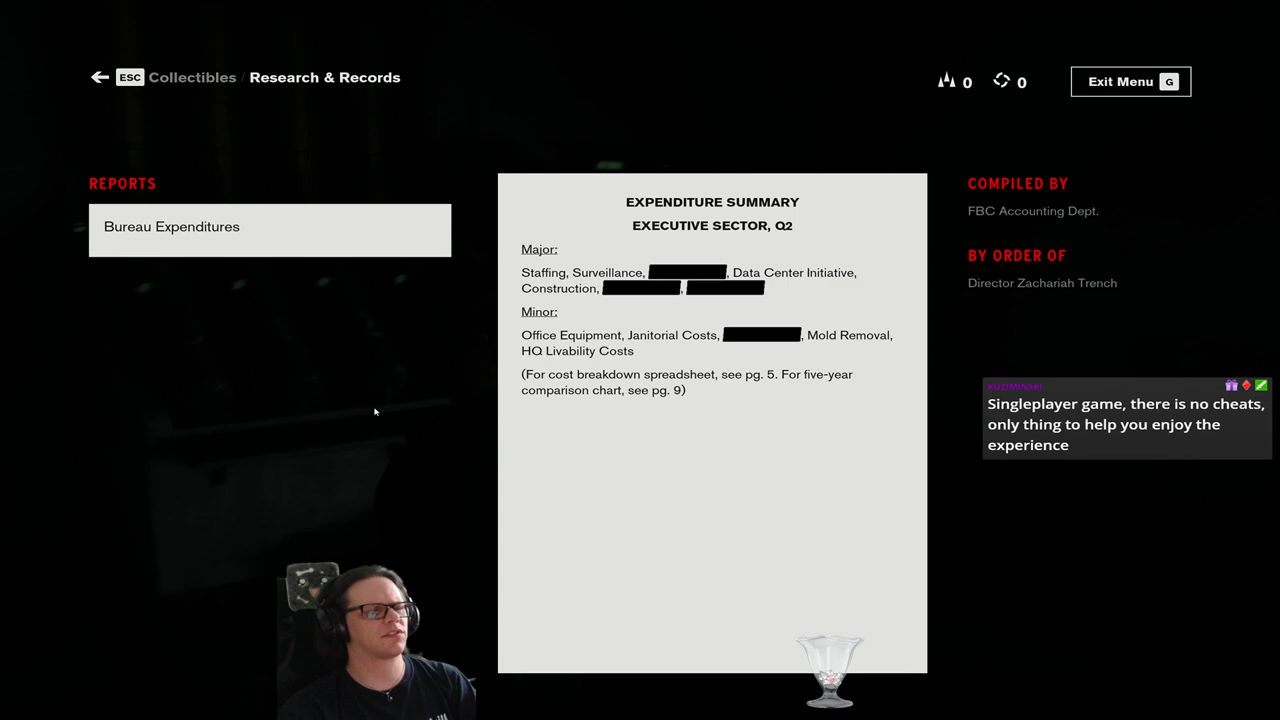 ESC Collectibles / Research & Records
0 0
Exit Menu G
REPORTS
Bureau Expenditures
EXPENDITURE SUMMARY
EXECUTIVE SECTOR, Q2
Major:
Staffing, Surveillance, , Data Center Initiative,
Construction, ,
Minor:
Office Equipment, Janitorial Costs, , Mold Removal,
HQ Livability Costs
(For cost breakdown spreadsheet, see pg. 5. For five-year
comparison chart, see pg. 9)
COMPILED BY
FBC Accounting Dept.
BY ORDER OF
Director Zachariah Trench
KUZIMINSKI
Singleplayer game, there is no cheats,
only thing to help you enjoy the
experience